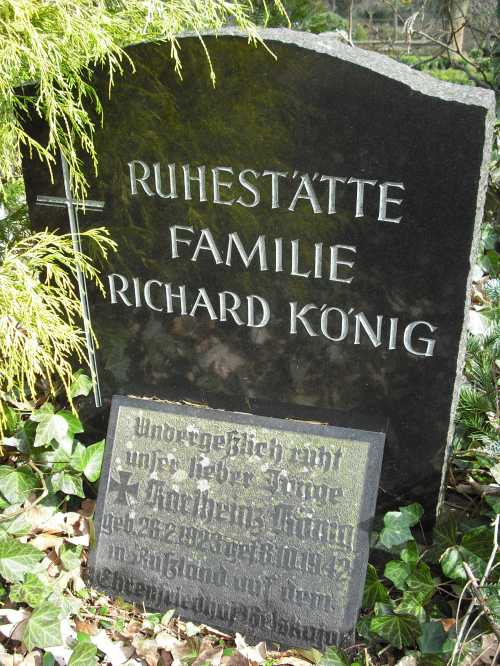 RUHESTÄTTE
FAMILIE
RICHARD KÖNIG
Unvergeßlich ruht
unser lieber Junge
Karlheinz König
geb. 26.2.1923 gef. 8.10.1942
in Rußland auf dem
Ehrenfriedhof